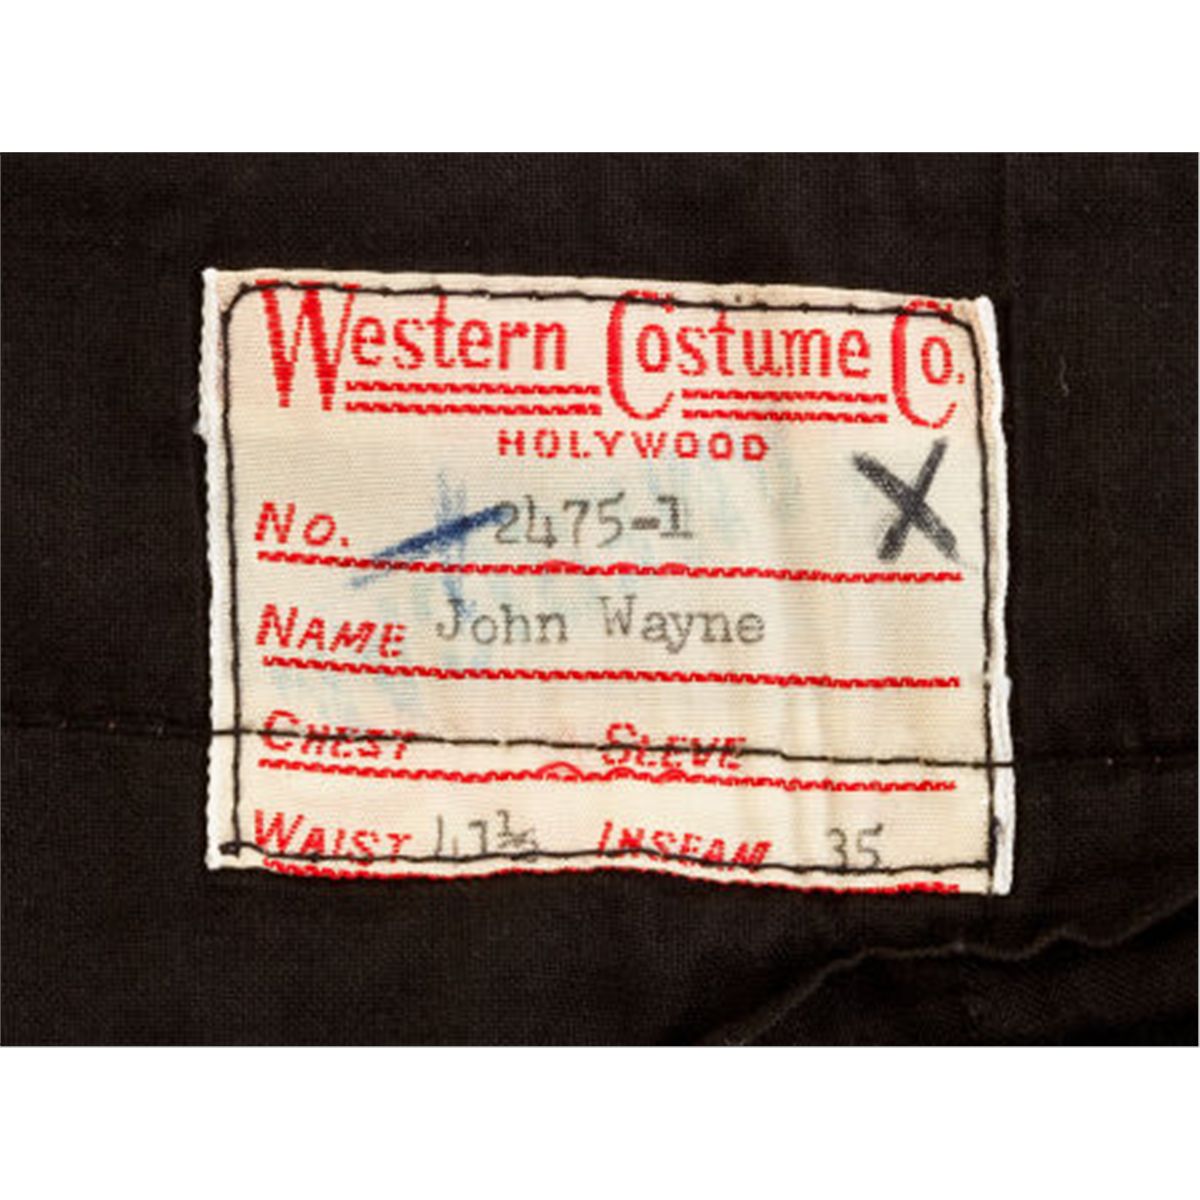 Western Costume Co.
HOLYWOOD
No. 2475-1
NAME John Wayne
CHEST SLEVE
WAIST INSEAM 35